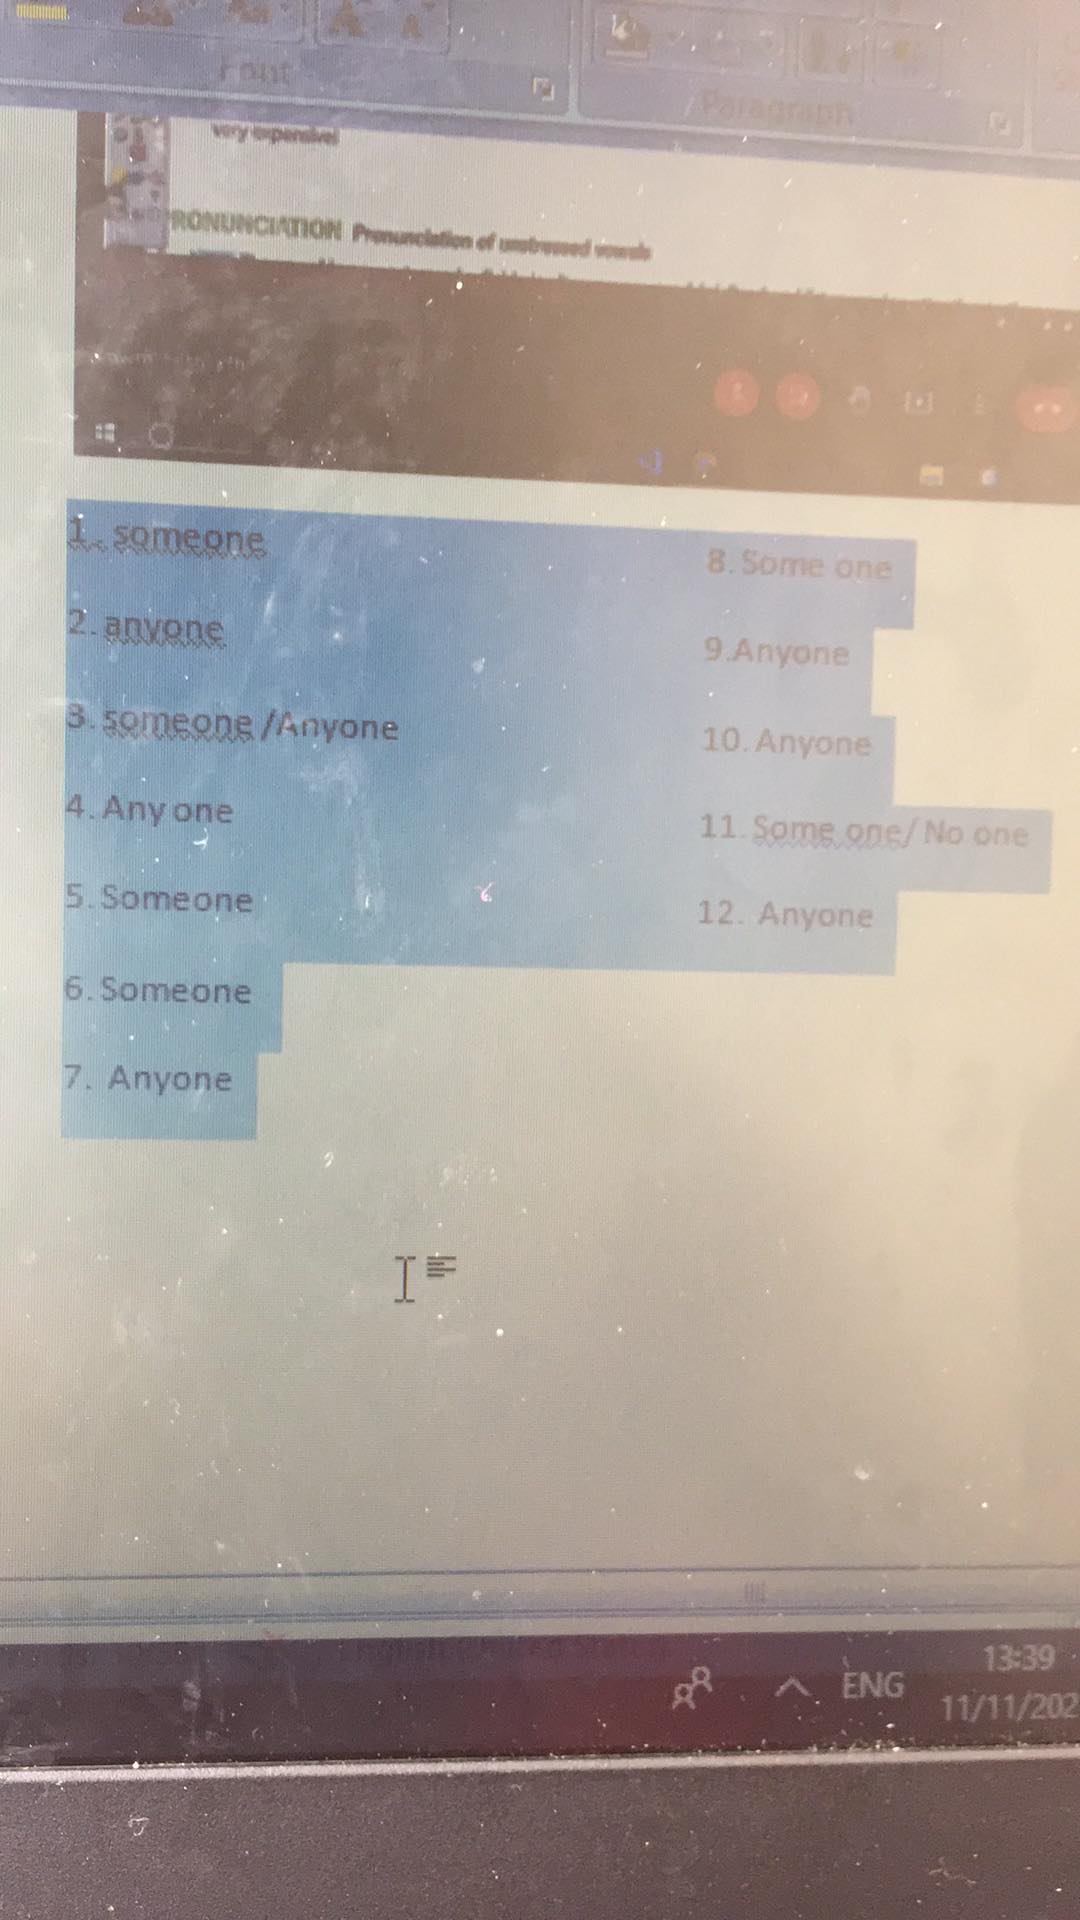 Font
Paragraph
very expensive!
RONUNCIATION Pronunciation of unstressed vowels
1. someone
2. anyone
3. someone /Anyone
4. Any one
5. Someone
6. Someone
7. Anyone
8. Some one
9.Anyone
10. Anyone
11. Some one/ No one
12. Anyone
ENG
13:39
11/11/202